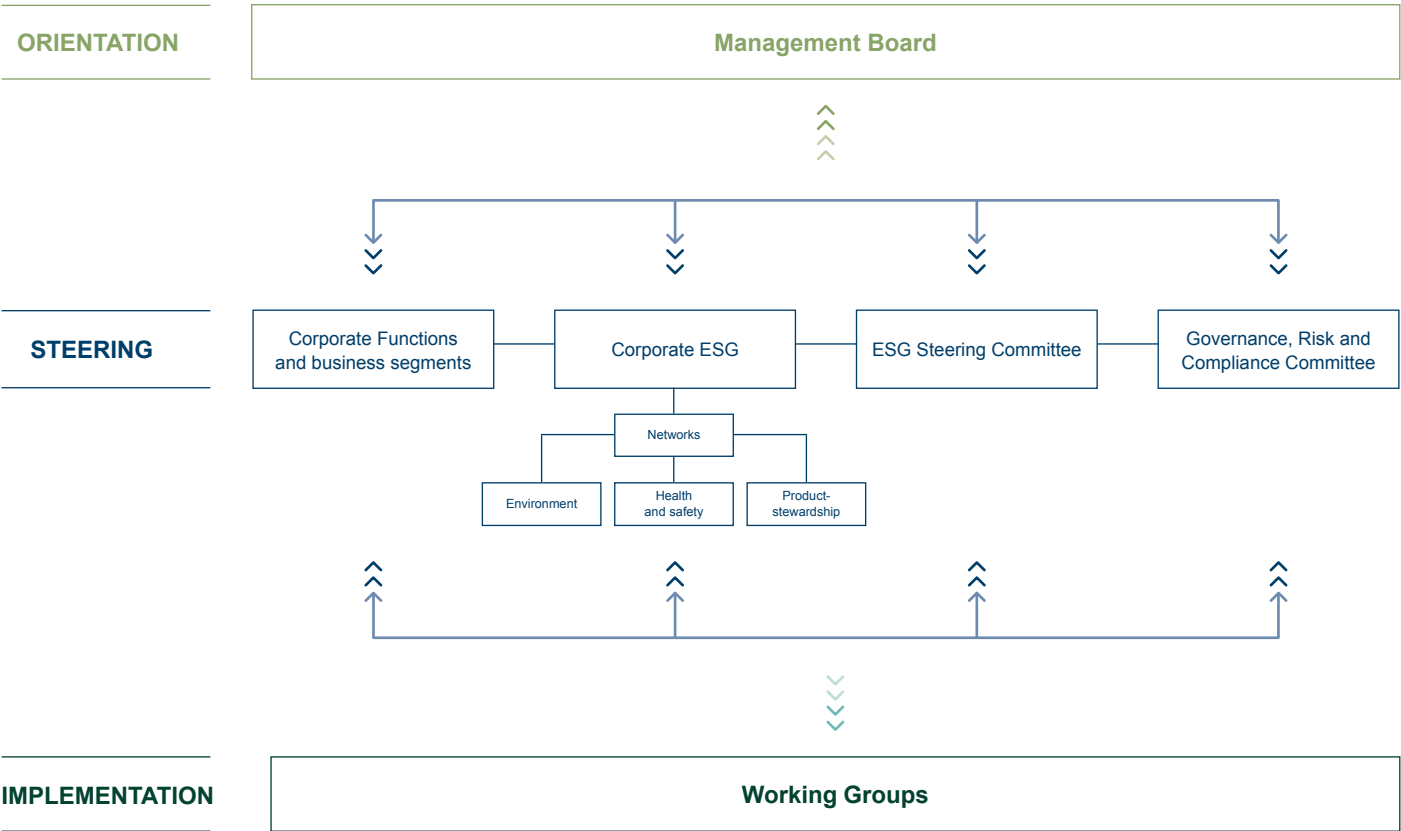 ORIENTATION
Management Board
STEERING
Corporate Functions
and business segments
Corporate ESG
ESG Steering Committee
Governance, Risk and
Compliance Committee
Networks
Environment
Health
and safety
Product-
stewardship
IMPLEMENTATION
Working Groups